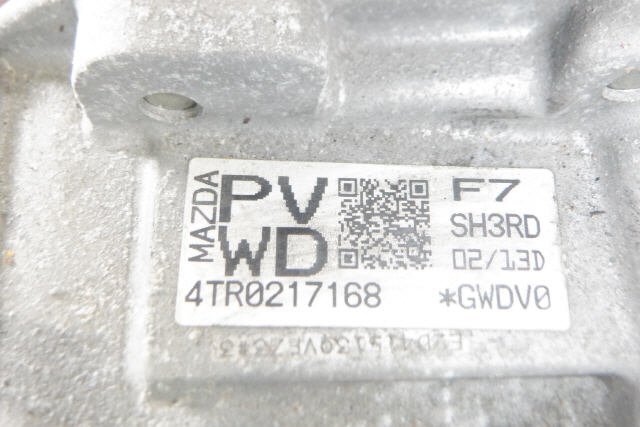 MAZDA
PV
WD
F7
SH3RD
02/13D
4TR0217168
*GWDV0